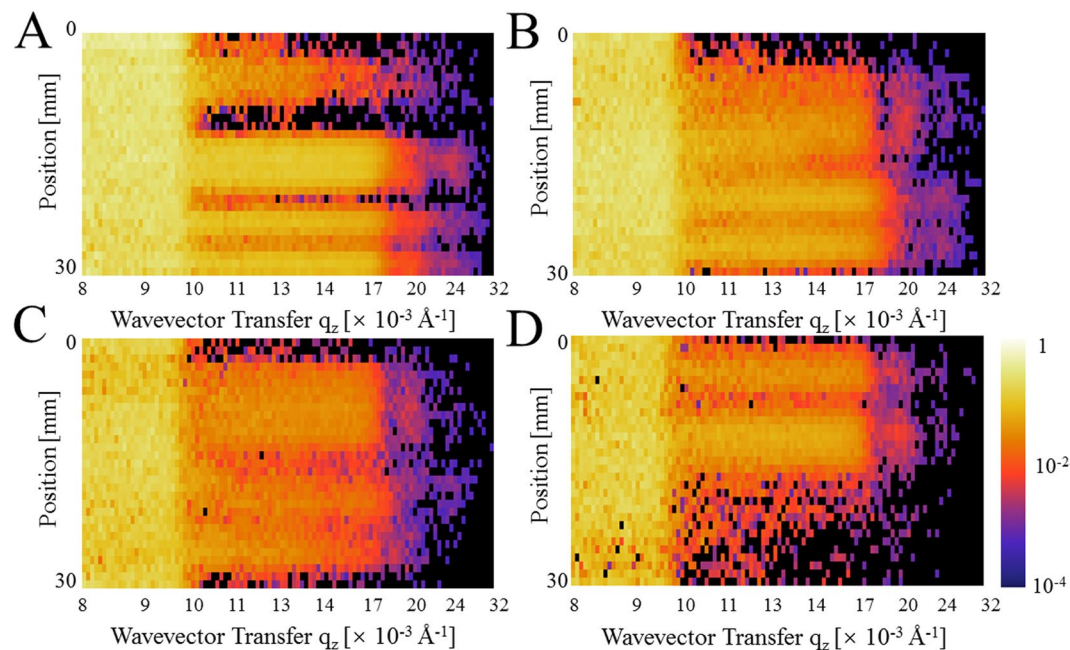 A
0
Position [mm]
30
8 9 10 11 13 14 17 20 24 32
Wavevector Transfer q_z [× 10⁻³ Å⁻¹]
B
0
Position [mm]
30
8 9 10 11 13 14 17 20 24 32
Wavevector Transfer q_z [× 10⁻³ Å⁻¹]
C
0
Position [mm]
30
8 9 10 11 13 14 17 20 24 32
Wavevector Transfer q_z [× 10⁻³ Å⁻¹]
D
0
Position [mm]
30
8 9 10 11 13 14 17 20 24 32
Wavevector Transfer q_z [× 10⁻³ Å⁻¹]
1
10⁻²
10⁻⁴